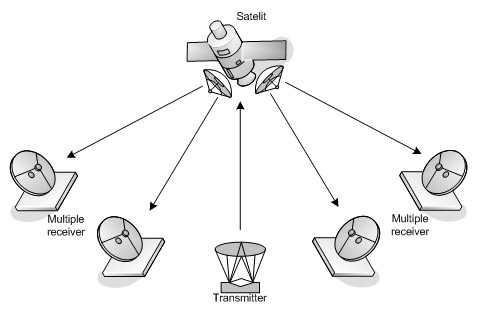 Satelit
Multiple
receiver
Multiple
receiver
Transmitter